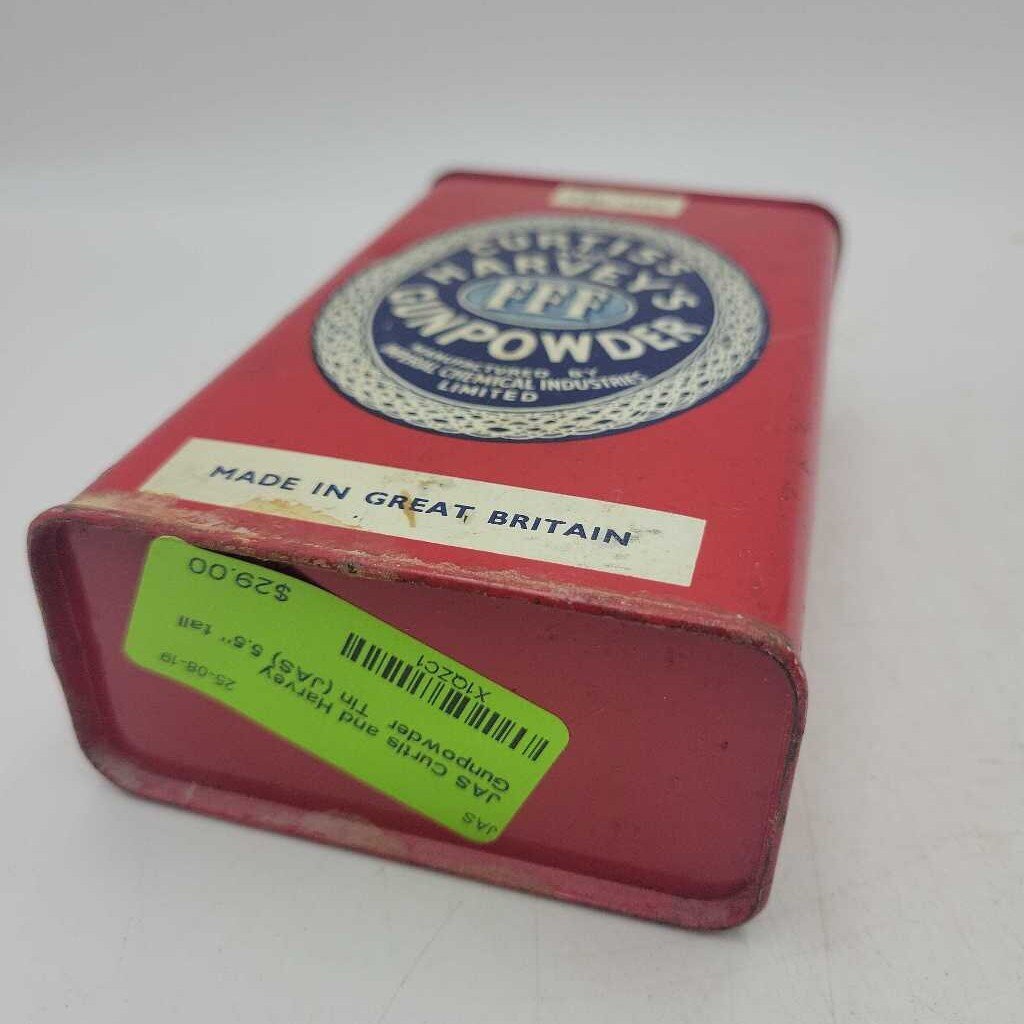 CURTISS
HARVEY'S
FFF
GUNPOWDER
MANUFACTURED BY
IMPERIAL CHEMICAL INDUSTRIES
LIMITED
MADE IN GREAT BRITAIN
JAS
JAS Curtis and Harvey
Gunpowder Tin (JAS) 5.5" tall
25-08-19
$29.00
X1QZC1